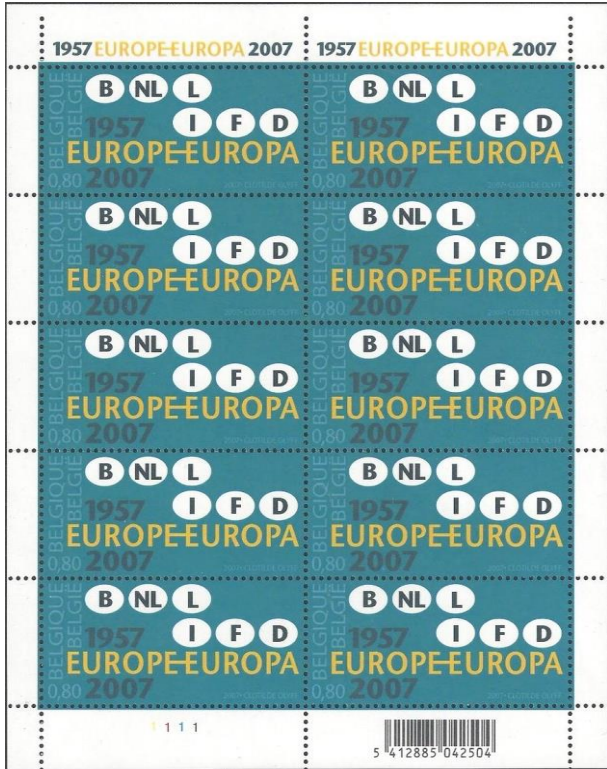 1957 EUROPE-EUROPA 2007 1957 EUROPE-EUROPA 2007
BELGIQUE
BELGIË
B NL L
1957 I F D
EUROPE-EUROPA
0,80 2007
BELGIQUE
BELGIË
B NL L
1957 I F D
EUROPE-EUROPA
0,80 2007
BELGIQUE
BELGIË
B NL L
1957 I F D
EUROPE-EUROPA
0,80 2007
BELGIQUE
BELGIË
B NL L
1957 I F D
EUROPE-EUROPA
0,80 2007
BELGIQUE
BELGIË
B NL L
1957 I F D
EUROPE-EUROPA
0,80 2007
BELGIQUE
BELGIË
B NL L
1957 I F D
EUROPE-EUROPA
0,80 2007
BELGIQUE
BELGIË
B NL L
1957 I F D
EUROPE-EUROPA
0,80 2007
BELGIQUE
BELGIË
B NL L
1957 I F D
EUROPE-EUROPA
0,80 2007
BELGIQUE
BELGIË
B NL L
1957 I F D
EUROPE-EUROPA
0,80 2007
BELGIQUE
BELGIË
B NL L
1957 I F D
EUROPE-EUROPA
0,80 2007
1 1 1 1
5 412885 042504